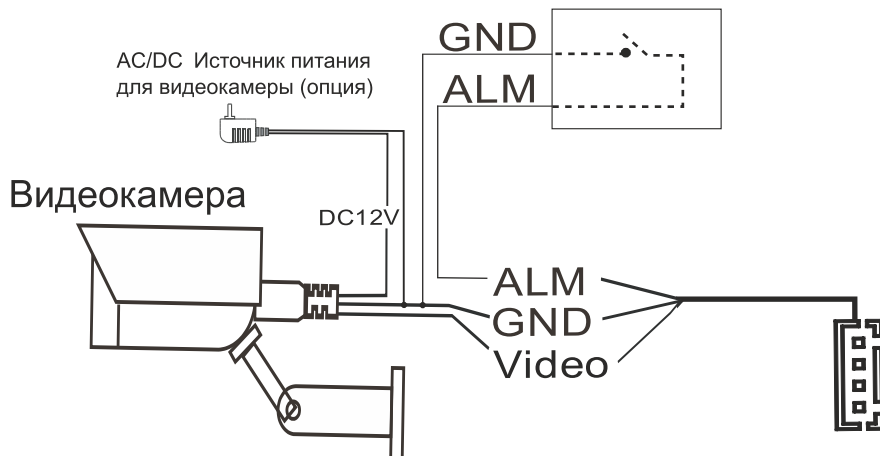 GND
AC/DC Источник питания
для видеокамеры (опция)
ALM
Видеокамера
DC12V
ALM
GND
Video